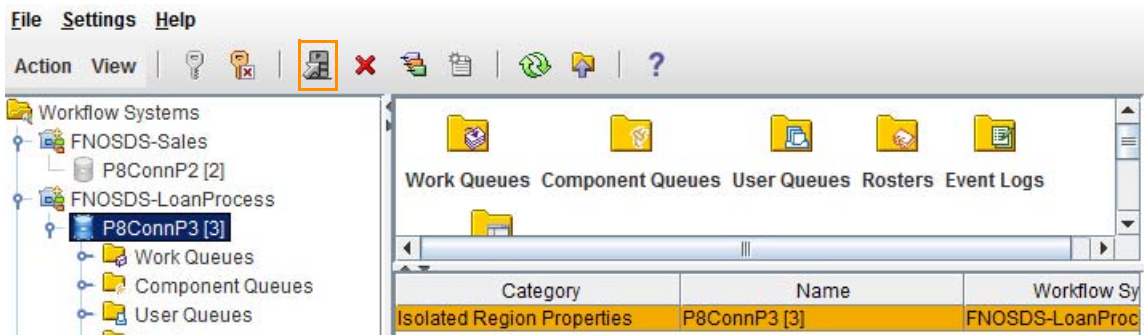 File Settings Help
Action View ?
Workflow Systems
FNOSDS-Sales
P8ConnP2 [2]
FNOSDS-LoanProcess
P8ConnP3 [3]
Work Queues
Component Queues
User Queues
Work Queues Component Queues User Queues Rosters Event Logs
Category Name Workflow Sy
Isolated Region Properties P8ConnP3 [3] FNOSDS-LoanProc